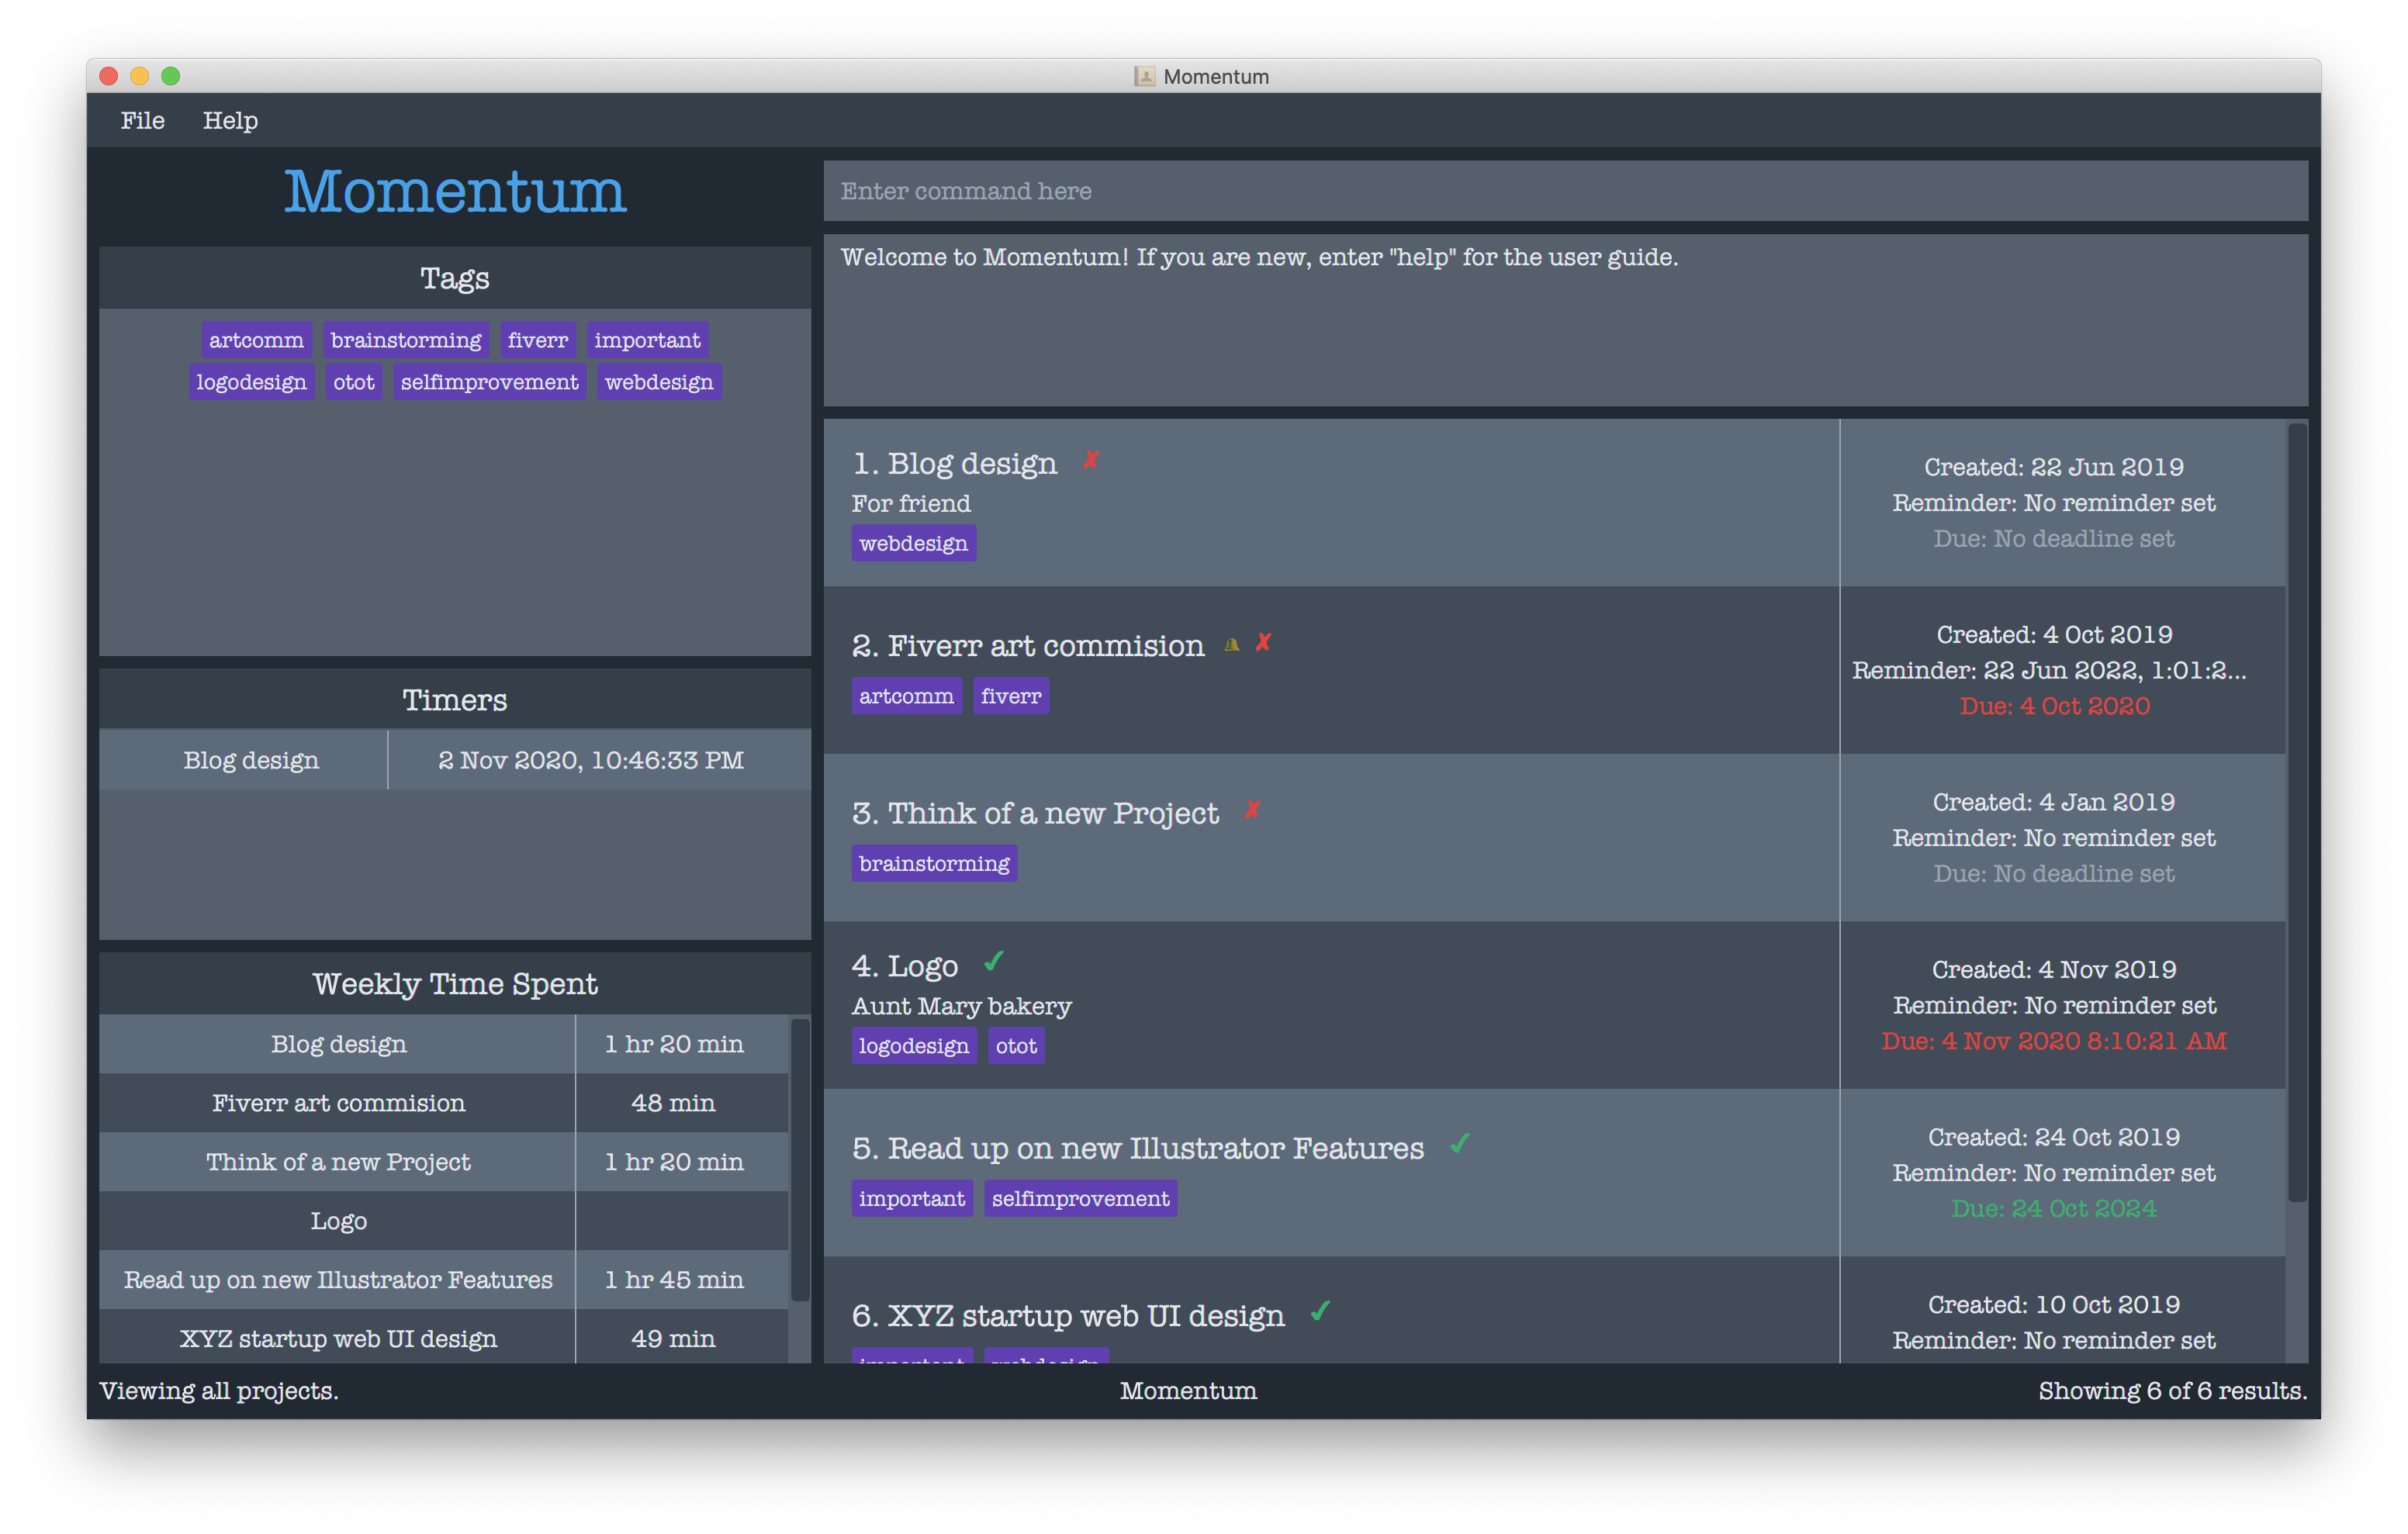 Momentum
File Help
Momentum
Tags
artcomm brainstorming fiverr important
logodesign otot selfimprovement webdesign
Timers
Blog design 2 Nov 2020, 10:46:33 PM
Weekly Time Spent
Blog design 1 hr 20 min
Fiverr art commision 48 min
Think of a new Project 1 hr 20 min
Logo
Read up on new Illustrator Features 1 hr 45 min
XYZ startup web UI design 49 min
Enter command here
Welcome to Momentum! If you are new, enter "help" for the user guide.
1. Blog design ✘
For friend
webdesign
Created: 22 Jun 2019
Reminder: No reminder set
Due: No deadline set
2. Fiverr art commision 🔔 ✘
artcomm fiverr
Created: 4 Oct 2019
Reminder: 22 Jun 2022, 1:01:2...
Due: 4 Oct 2020
3. Think of a new Project ✘
brainstorming
Created: 4 Jan 2019
Reminder: No reminder set
Due: No deadline set
4. Logo ✔
Aunt Mary bakery
logodesign otot
Created: 4 Nov 2019
Reminder: No reminder set
Due: 4 Nov 2020 8:10:21 AM
5. Read up on new Illustrator Features ✔
important selfimprovement
Created: 24 Oct 2019
Reminder: No reminder set
Due: 24 Oct 2024
6. XYZ startup web UI design ✔
important webdesign
Created: 10 Oct 2019
Reminder: No reminder set
Viewing all projects. Momentum Showing 6 of 6 results.